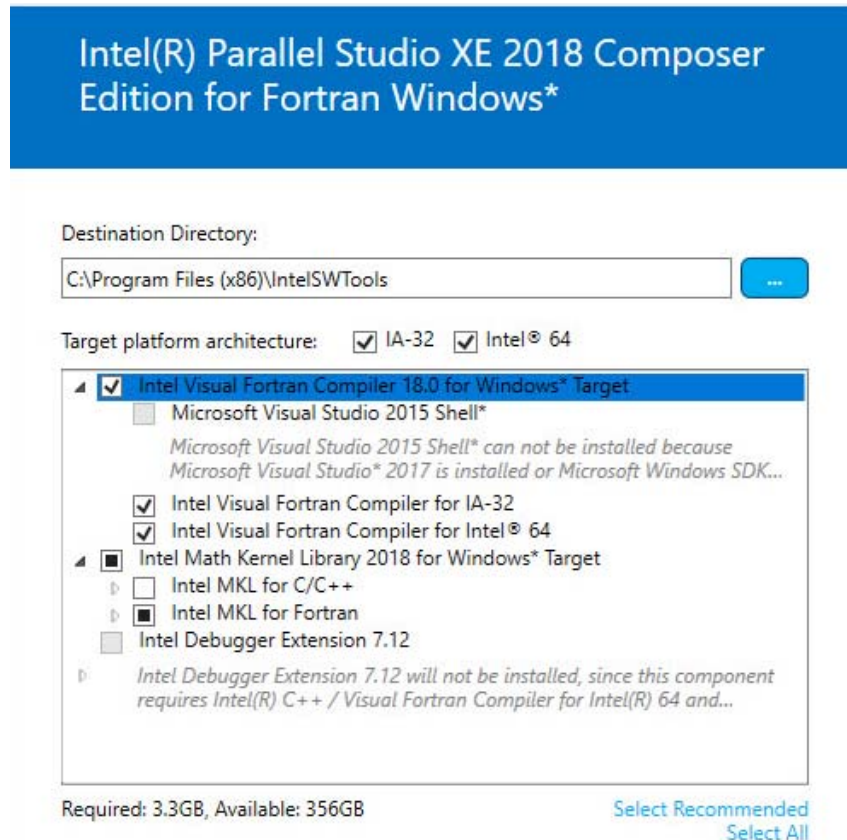 Intel(R) Parallel Studio XE 2018 Composer
Edition for Fortran Windows*
Destination Directory:
C:\Program Files (x86)\IntelSWTools
...
Target platform architecture: IA-32 Intel® 64
Intel Visual Fortran Compiler 18.0 for Windows* Target
Microsoft Visual Studio 2015 Shell*
Microsoft Visual Studio 2015 Shell* can not be installed because
Microsoft Visual Studio* 2017 is installed or Microsoft Windows SDK...
Intel Visual Fortran Compiler for IA-32
Intel Visual Fortran Compiler for Intel® 64
Intel Math Kernel Library 2018 for Windows* Target
Intel MKL for C/C++
Intel MKL for Fortran
Intel Debugger Extension 7.12
Intel Debugger Extension 7.12 will not be installed, since this component
requires Intel(R) C++ / Visual Fortran Compiler for Intel(R) 64 and...
Required: 3.3GB, Available: 356GB
Select Recommended
Select All